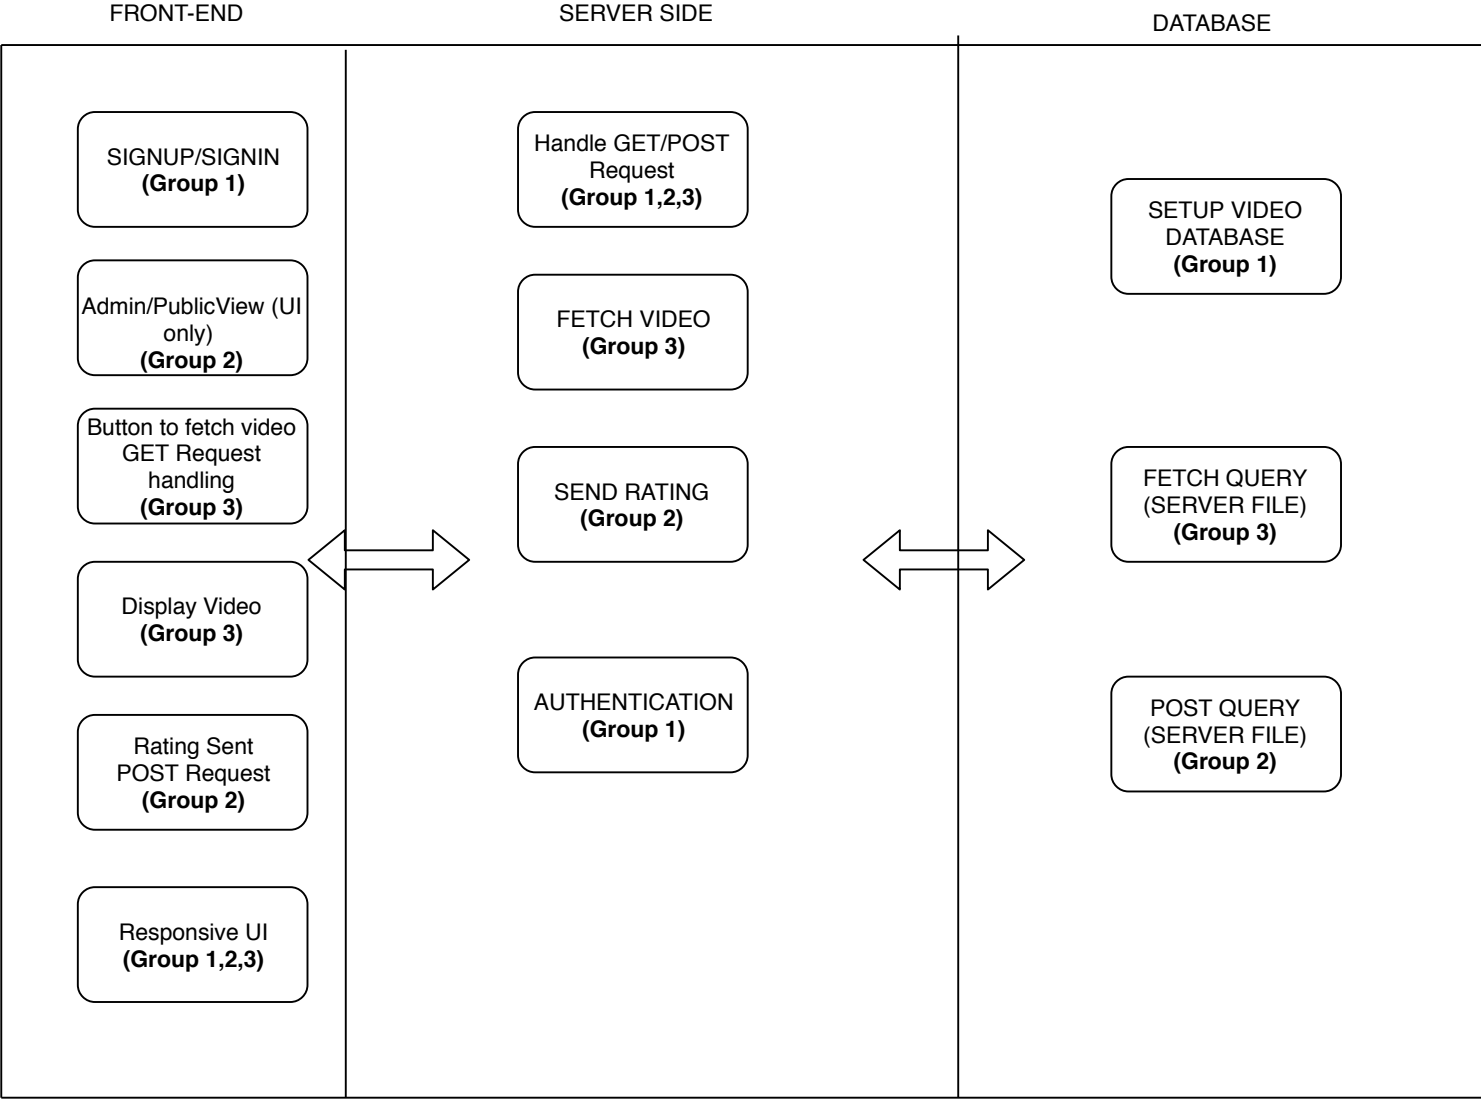 FRONT-END
SERVER SIDE
DATABASE
SIGNUP/SIGNIN
(Group 1)
Admin/PublicView (UI
only)
(Group 2)
Button to fetch video
GET Request
handling
(Group 3)
Display Video
(Group 3)
Rating Sent
POST Request
(Group 2)
Responsive UI
(Group 1,2,3)
Handle GET/POST
Request
(Group 1,2,3)
FETCH VIDEO
(Group 3)
SEND RATING
(Group 2)
AUTHENTICATION
(Group 1)
SETUP VIDEO
DATABASE
(Group 1)
FETCH QUERY
(SERVER FILE)
(Group 3)
POST QUERY
(SERVER FILE)
(Group 2)